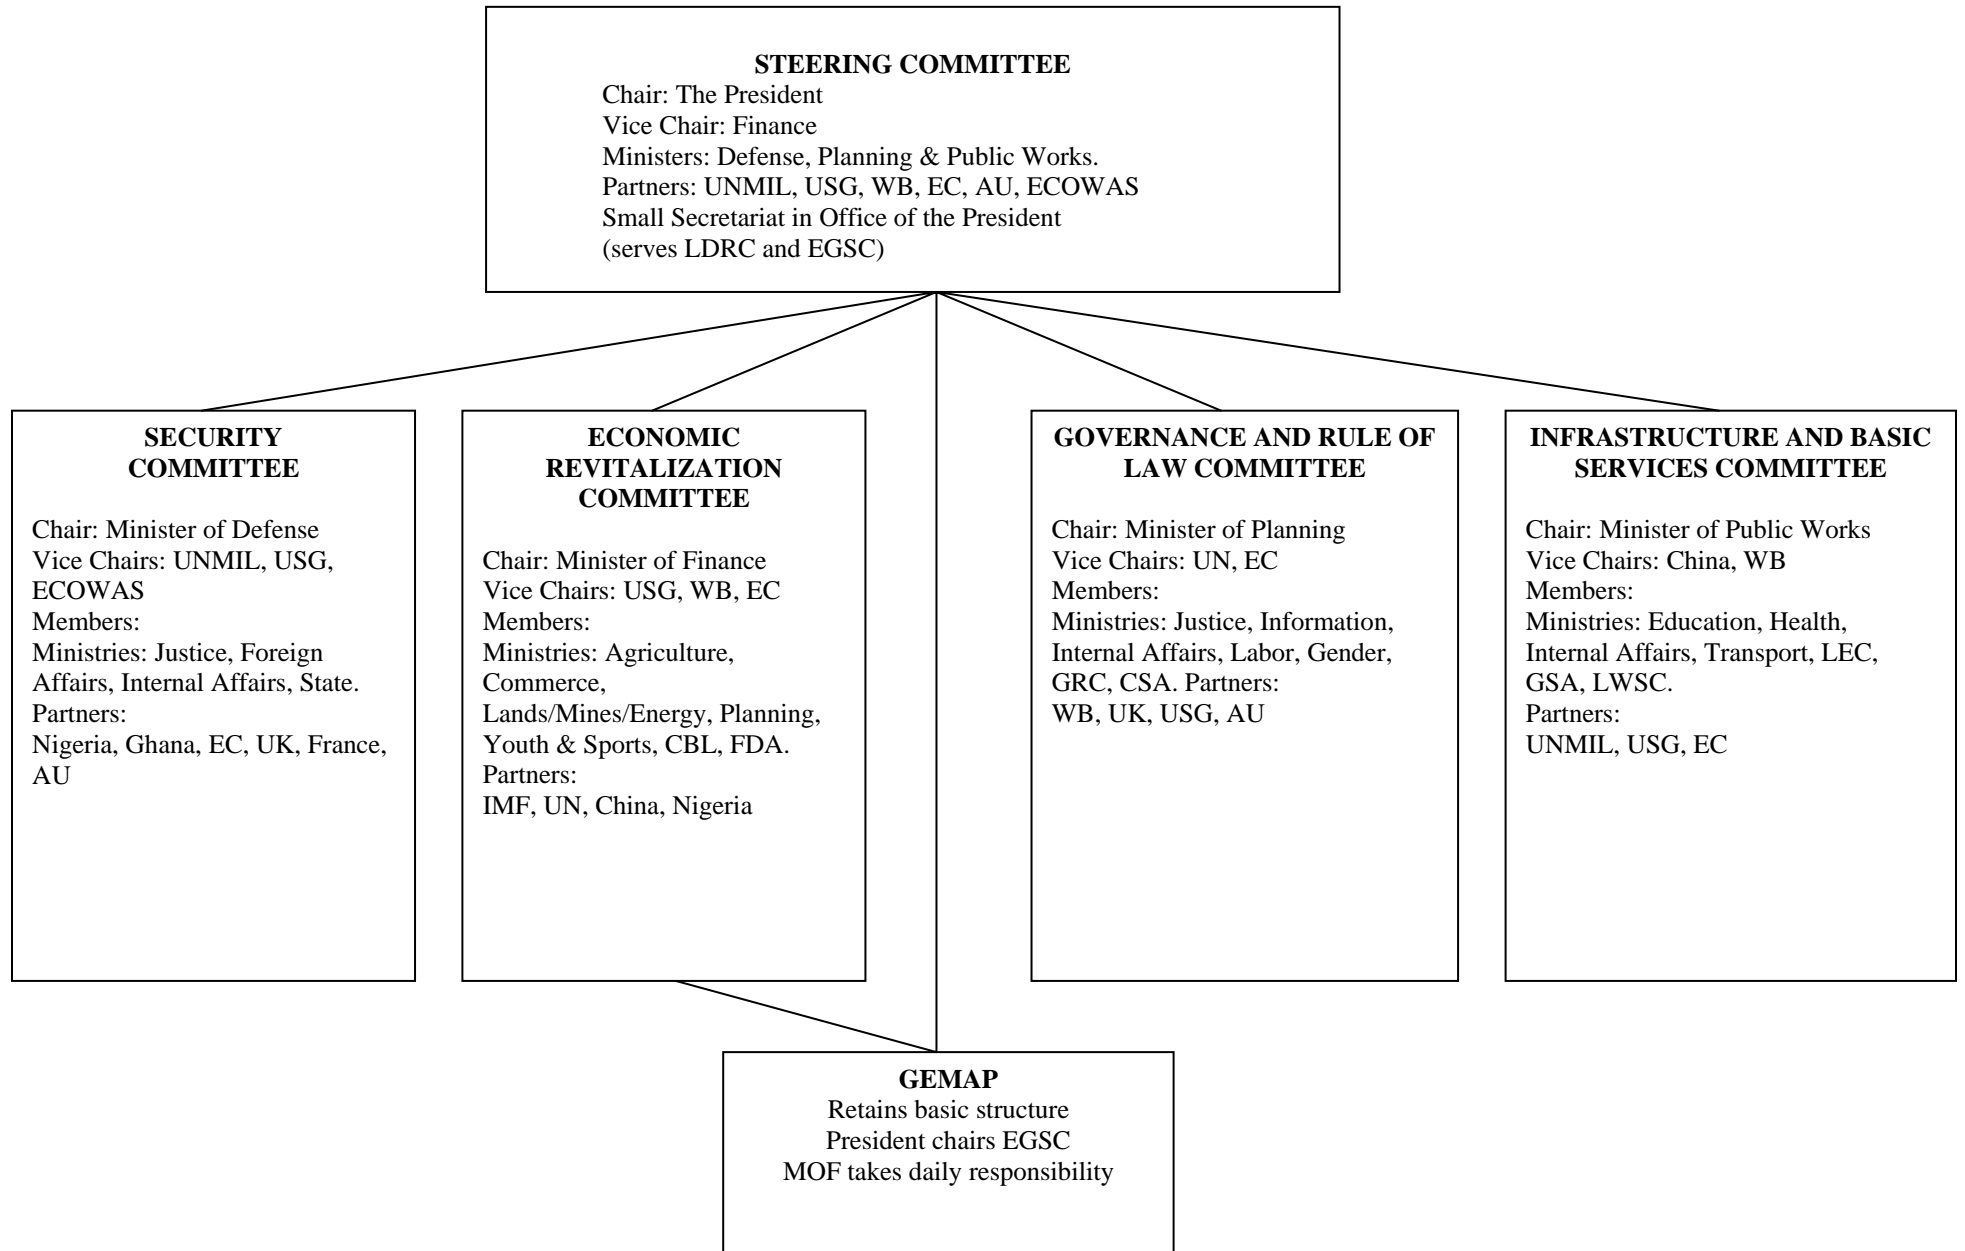 STEERING COMMITTEE
Chair: The President
Vice Chair: Finance
Ministers: Defense, Planning & Public Works.
Partners: UNMIL, USG, WB, EC, AU, ECOWAS
Small Secretariat in Office of the President
(serves LDRC and EGSC)
SECURITY
COMMITTEE
Chair: Minister of Defense
Vice Chairs: UNMIL, USG,
ECOWAS
Members:
Ministries: Justice, Foreign
Affairs, Internal Affairs, State.
Partners:
Nigeria, Ghana, EC, UK, France,
AU
ECONOMIC
REVITALIZATION
COMMITTEE
Chair: Minister of Finance
Vice Chairs: USG, WB, EC
Members:
Ministries: Agriculture,
Commerce,
Lands/Mines/Energy, Planning,
Youth & Sports, CBL, FDA.
Partners:
IMF, UN, China, Nigeria
GOVERNANCE AND RULE OF
LAW COMMITTEE
Chair: Minister of Planning
Vice Chairs: UN, EC
Members:
Ministries: Justice, Information,
Internal Affairs, Labor, Gender,
GRC, CSA. Partners:
WB, UK, USG, AU
INFRASTRUCTURE AND BASIC
SERVICES COMMITTEE
Chair: Minister of Public Works
Vice Chairs: China, WB
Members:
Ministries: Education, Health,
Internal Affairs, Transport, LEC,
GSA, LWSC.
Partners:
UNMIL, USG, EC
GEMAP
Retains basic structure
President chairs EGSC
MOF takes daily responsibility